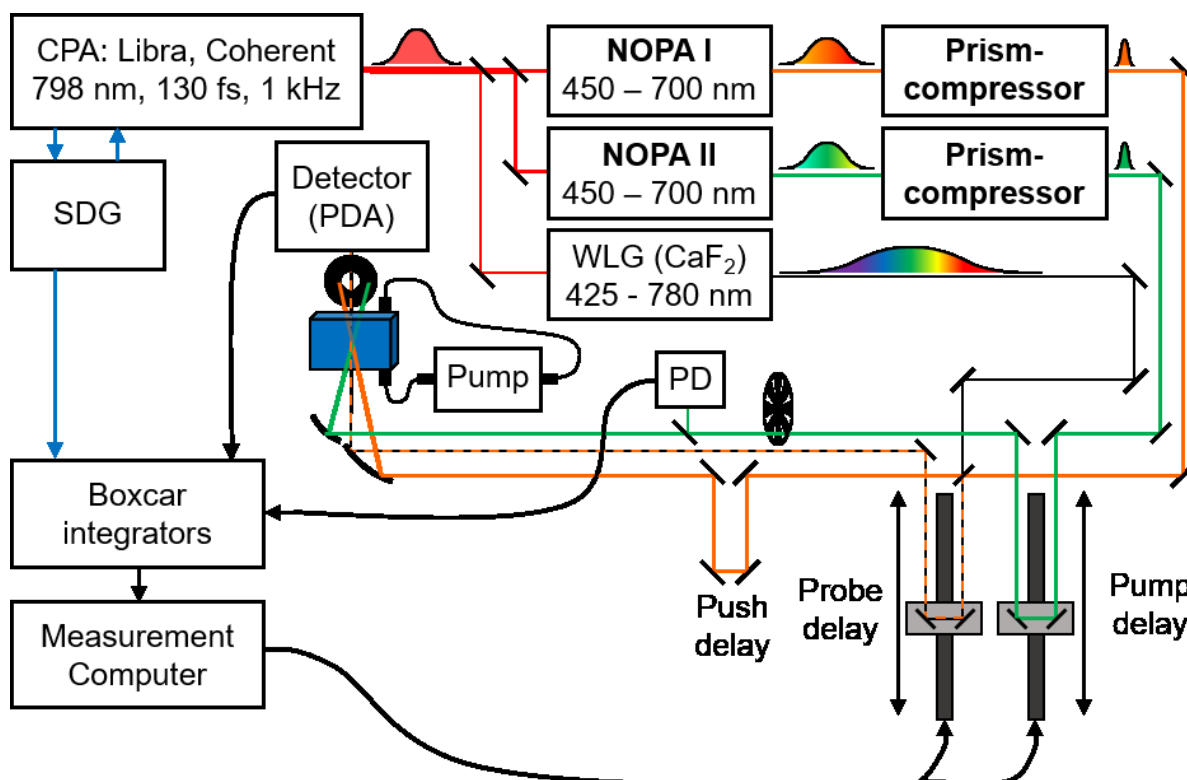 CPA: Libra, Coherent
798 nm, 130 fs, 1 kHz
NOPA I
450 – 700 nm
Prism-
compressor
NOPA II
450 – 700 nm
Prism-
compressor
SDG
Detector
(PDA)
WLG (CaF₂)
425 - 780 nm
Pump
PD
Boxcar
integrators
Push
delay
Probe
delay
Pump
delay
Measurement
Computer